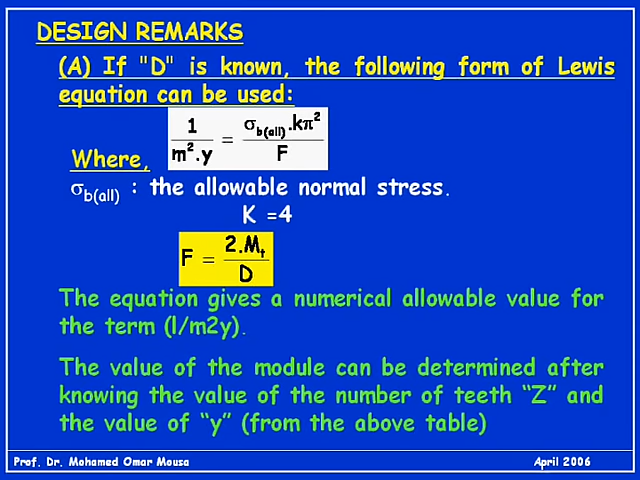 DESIGN REMARKS
(A) If "D" is known, the following form of Lewis
equation can be used:
1/m².y = σb(all).kπ²/F
Where,
σb(all) : the allowable normal stress.
K =4
F = 2.Mt/D
The equation gives a numerical allowable value for
the term (l/m2y).
The value of the module can be determined after
knowing the value of the number of teeth “Z” and
the value of “y” (from the above table)
Prof. Dr. Mohamed Omar Mousa
April 2006